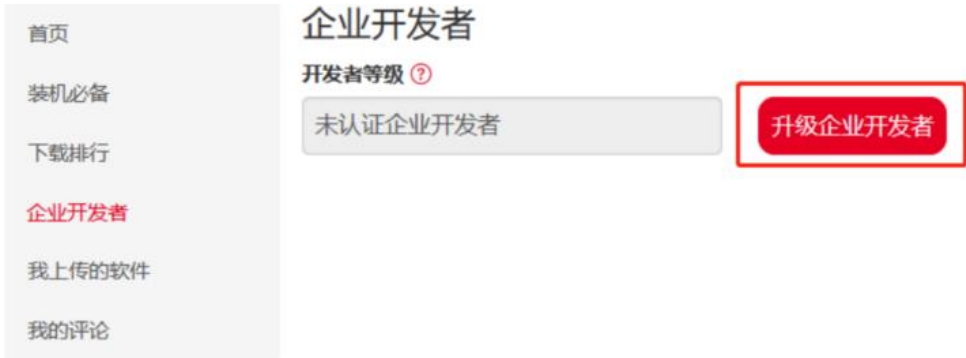 首页
装机必备
下载排行
企业开发者
我上传的软件
我的评论
企业开发者
开发者等级 ?
未认证企业开发者
升级企业开发者